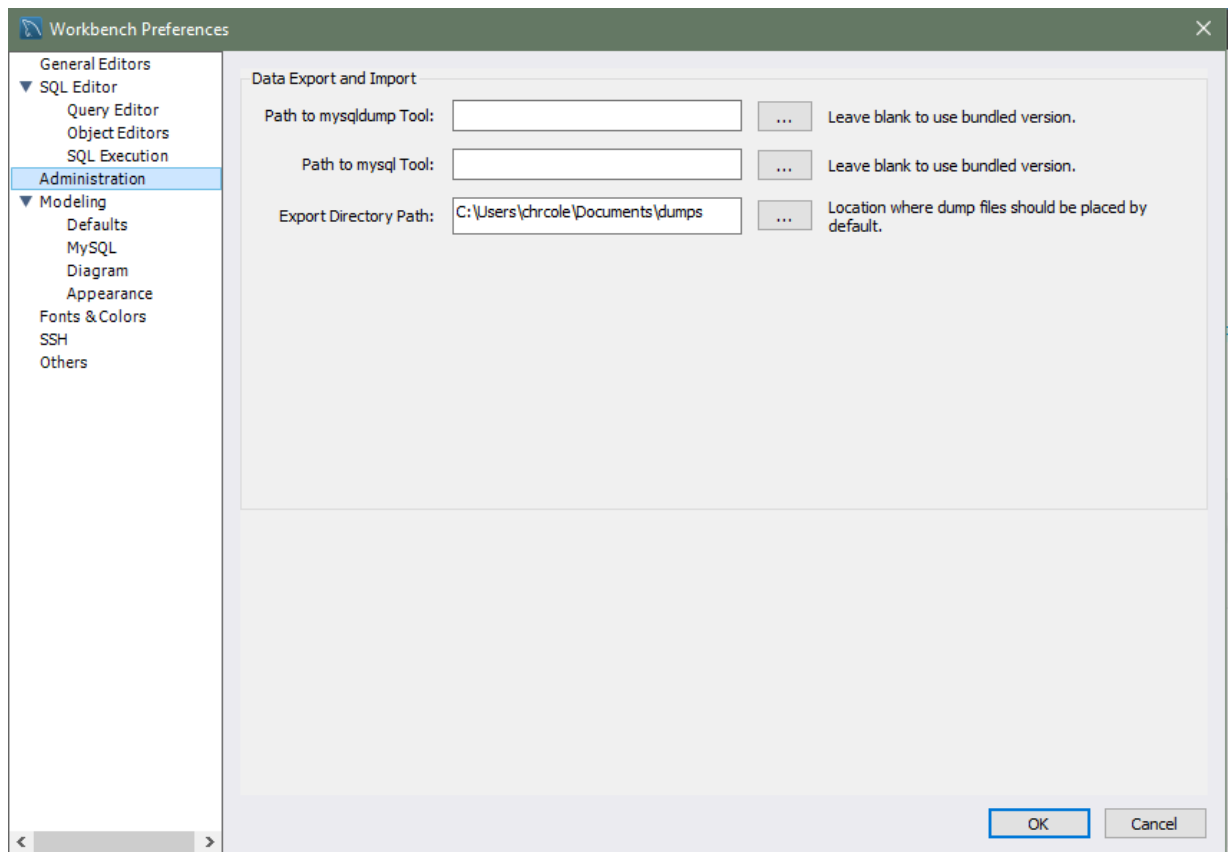 Workbench Preferences
General Editors
SQL Editor
Query Editor
Object Editors
SQL Execution
Administration
Modeling
Defaults
MySQL
Diagram
Appearance
Fonts & Colors
SSH
Others
Data Export and Import
Path to mysqldump Tool:
...
Leave blank to use bundled version.
Path to mysql Tool:
...
Leave blank to use bundled version.
Export Directory Path:
C:\Users\chrcole\Documents\dumps
...
Location where dump files should be placed by
default.
OK
Cancel